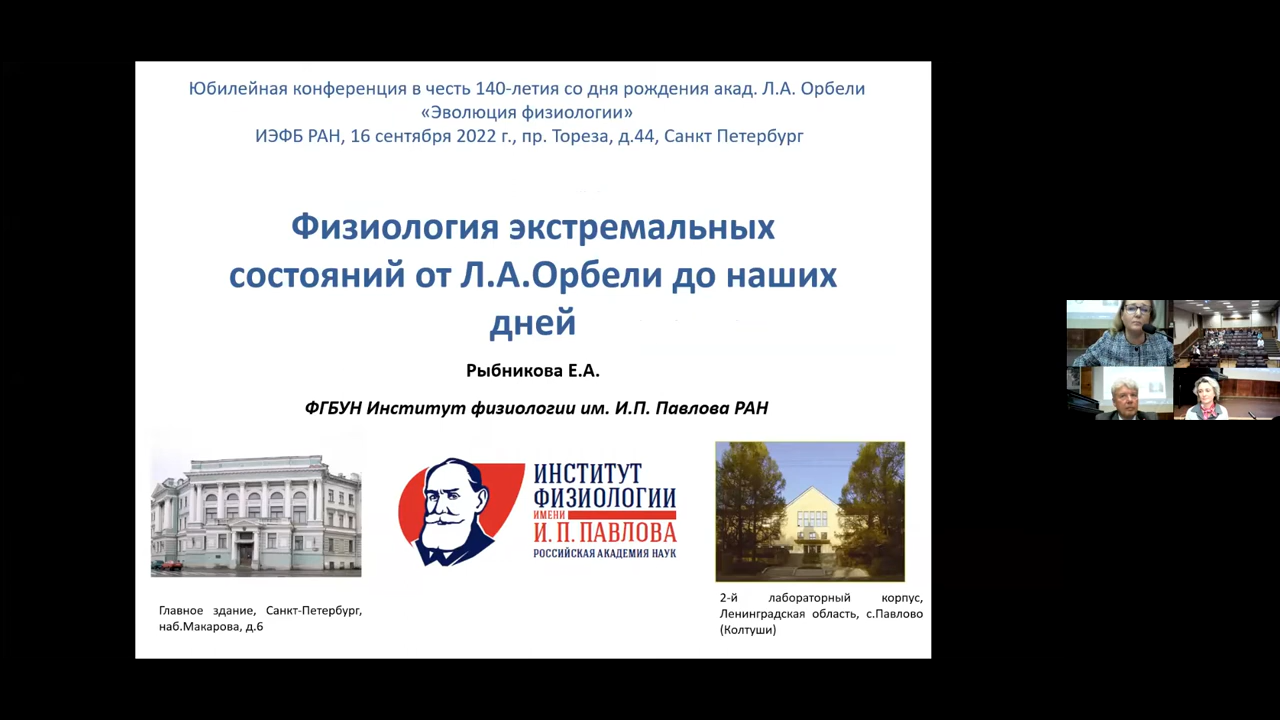 Юбилейная конференция в честь 140-летия со дня рождения акад. Л.А. Орбели
«Эволюция физиологии»
ИЭФБ РАН, 16 сентября 2022 г., пр. Тореза, д.44, Санкт Петербург
Физиология экстремальных
состояний от Л.А.Орбели до наших
дней
Рыбникова Е.А.
ФГБУН Институт физиологии им. И.П. Павлова РАН
ИНСТИТУТ
ФИЗИОЛОГИИ
ИМЕНИ
И. П. ПАВЛОВА
РОССИЙСКАЯ АКАДЕМИЯ НАУК
Главное здание, Санкт-Петербург,
наб.Макарова, д.6
2-й лабораторный корпус,
Ленинградская область, с.Павлово
(Колтуши)